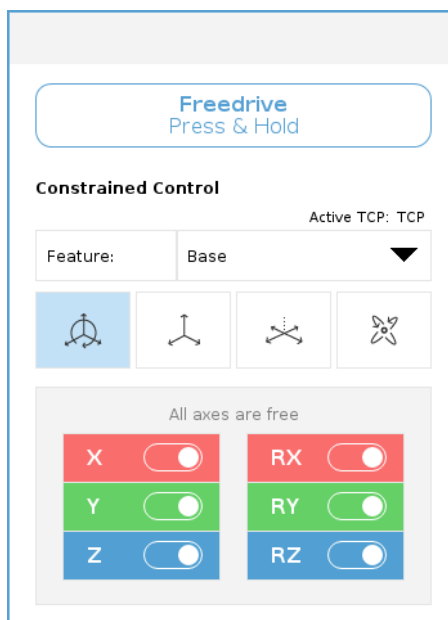 Freedrive
Press & Hold
Constrained Control
Active TCP: TCP
Feature: Base
All axes are free
X RX
Y RY
Z RZ